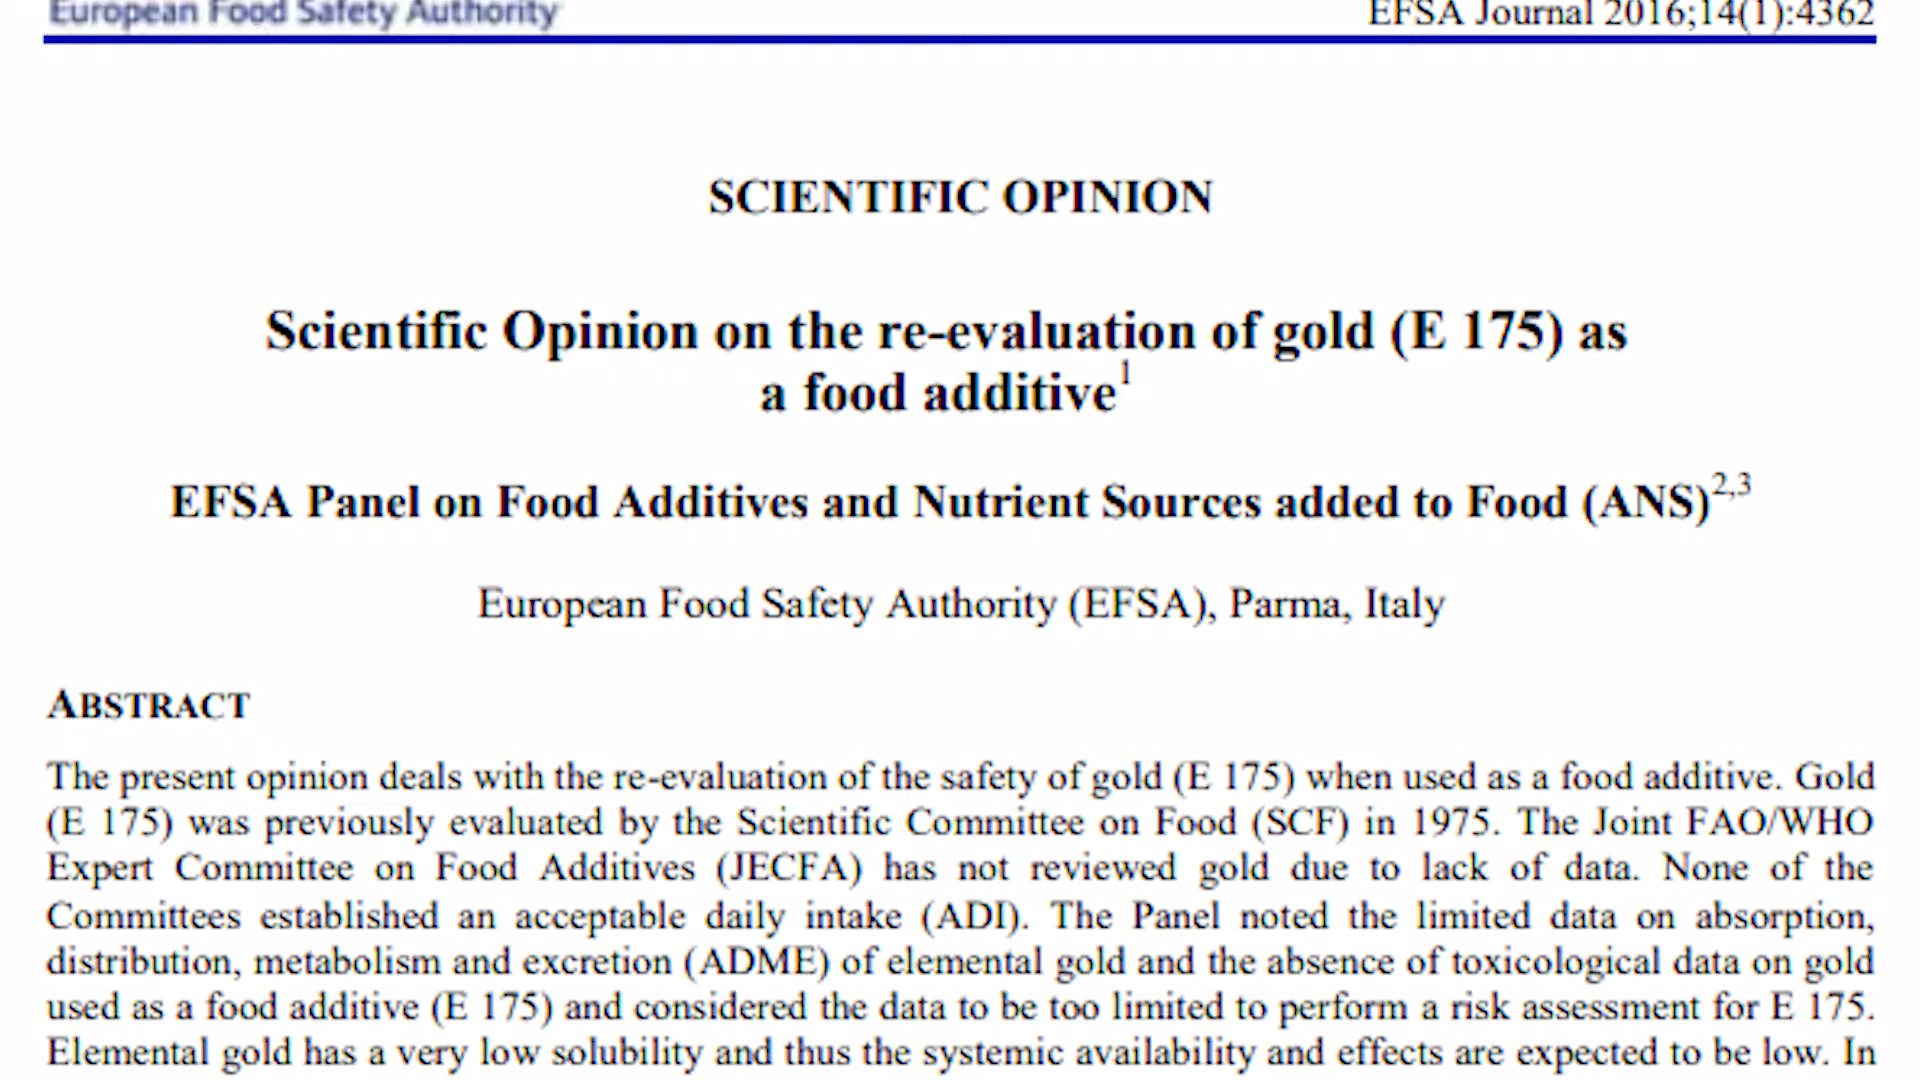 European Food Safety Authority
EFSA Journal 2016;14(1):4362
SCIENTIFIC OPINION
Scientific Opinion on the re-evaluation of gold (E 175) as
a food additive1
EFSA Panel on Food Additives and Nutrient Sources added to Food (ANS)2,3
European Food Safety Authority (EFSA), Parma, Italy
ABSTRACT
The present opinion deals with the re-evaluation of the safety of gold (E 175) when used as a food additive. Gold
(E 175) was previously evaluated by the Scientific Committee on Food (SCF) in 1975. The Joint FAO/WHO
Expert Committee on Food Additives (JECFA) has not reviewed gold due to lack of data. None of the
Committees established an acceptable daily intake (ADI). The Panel noted the limited data on absorption,
distribution, metabolism and excretion (ADME) of elemental gold and the absence of toxicological data on gold
used as a food additive (E 175) and considered the data to be too limited to perform a risk assessment for E 175.
Elemental gold has a very low solubility and thus the systemic availability and effects are expected to be low. In